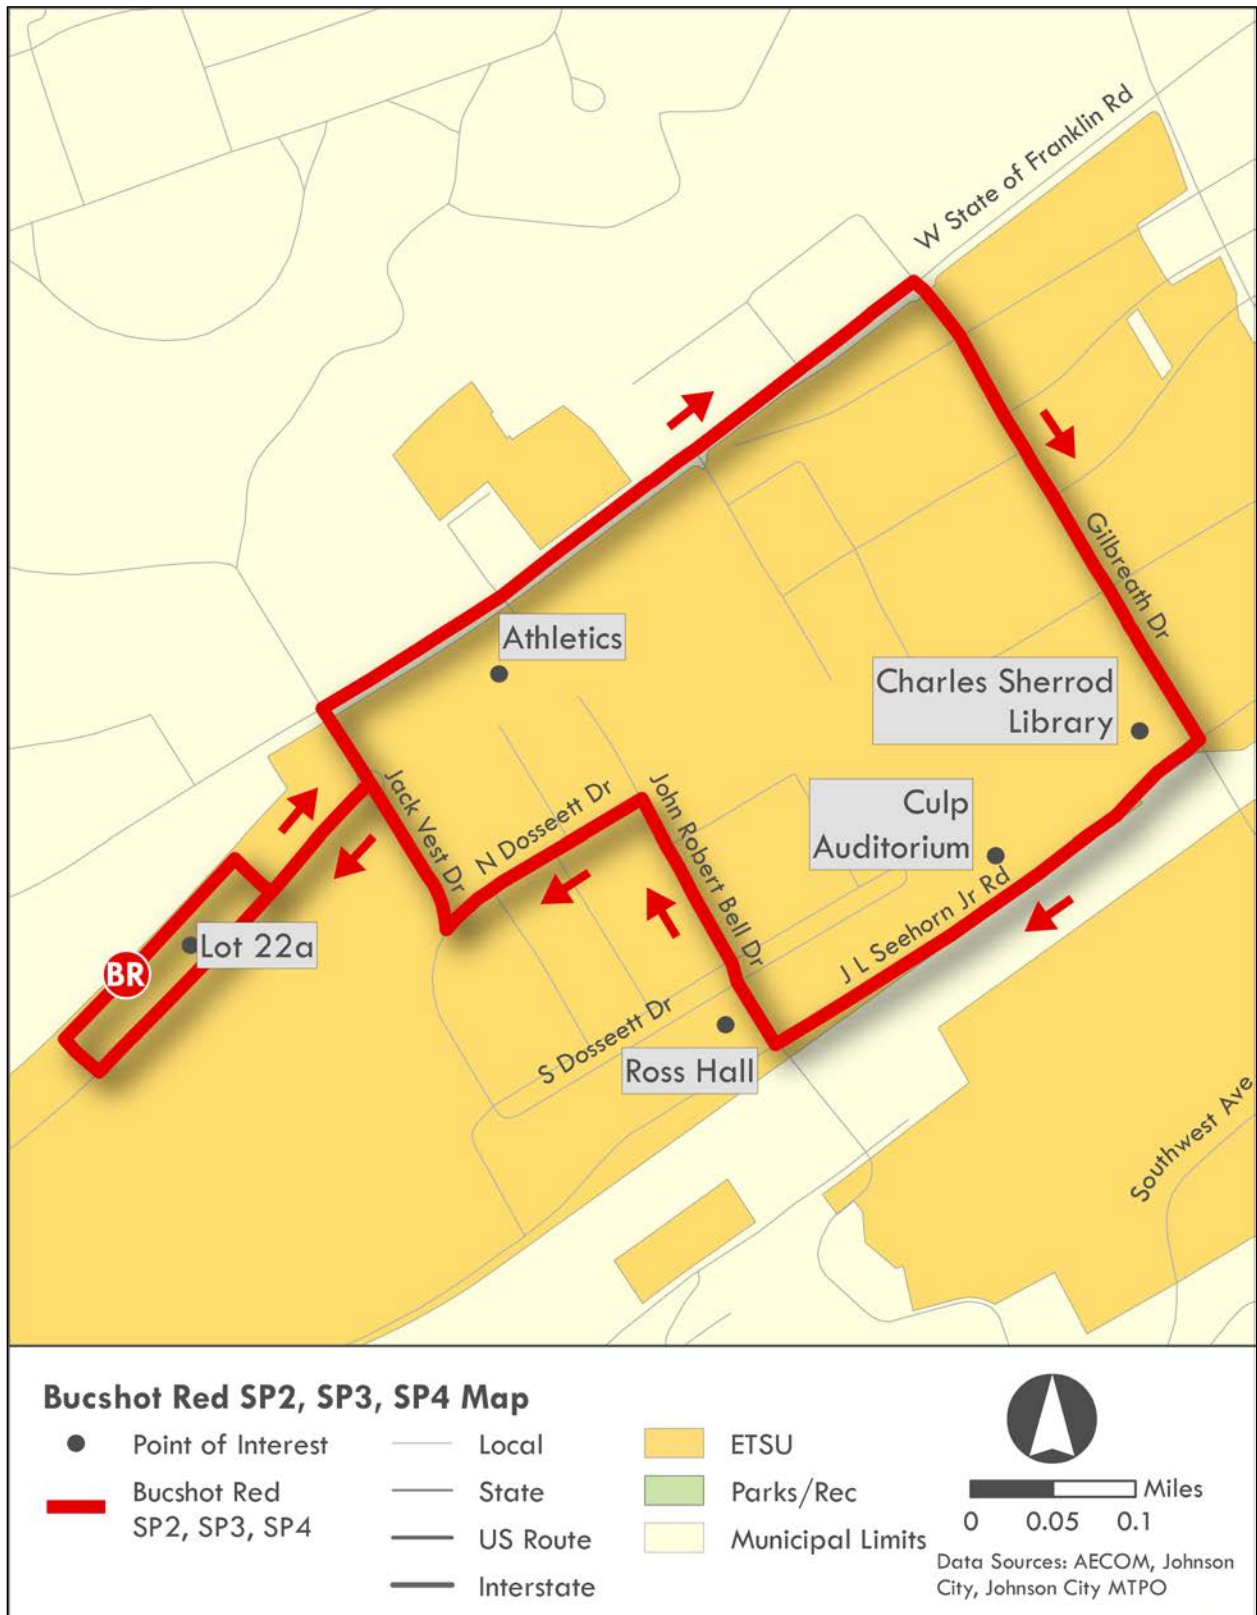 W State of Franklin Rd
Gilbreath Dr
Athletics
Charles Sherrod
Library
Jack Vest Dr
N Dosseett Dr
John Robert Bell Dr
Culp
Auditorium
J L Seehorn Jr Rd
Lot 22a
BR
S Dosseett Dr
Ross Hall
Southwest Ave
Bucshot Red SP2, SP3, SP4 Map
Point of Interest
Bucshot Red
SP2, SP3, SP4
Local
State
US Route
Interstate
ETSU
Parks/Rec
Municipal Limits
Miles
0 0.05 0.1
Data Sources: AECOM, Johnson
City, Johnson City MTPO